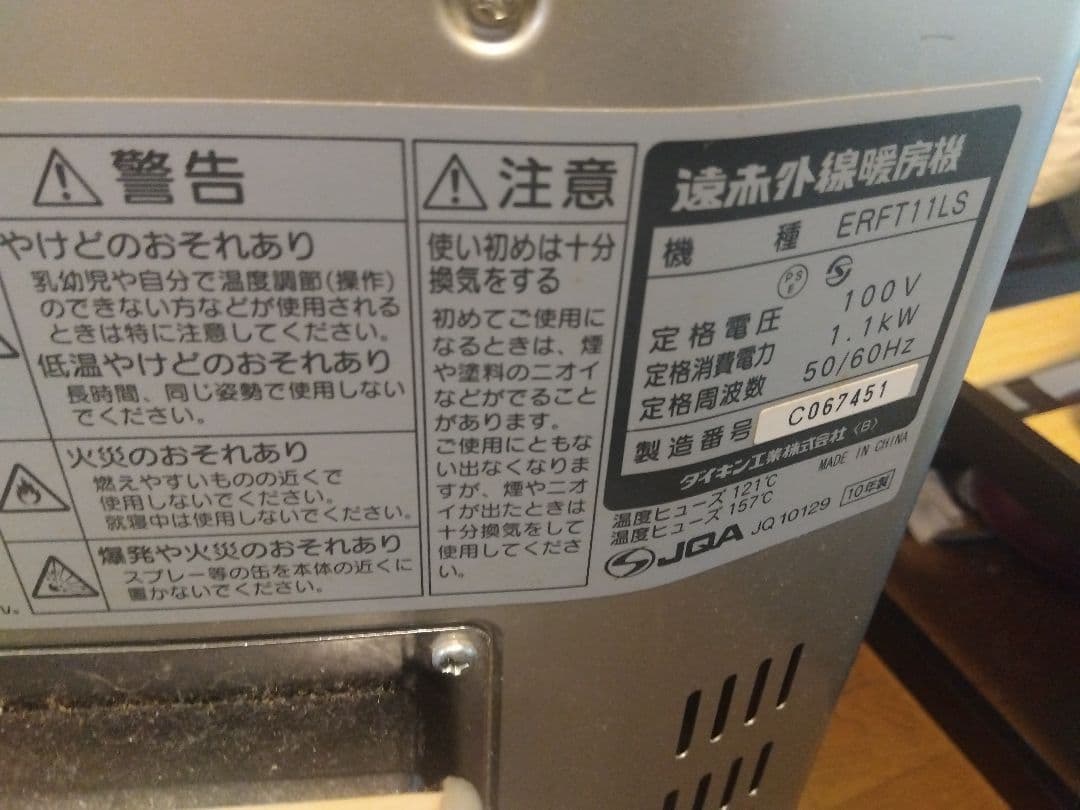 警告
やけどのおそれあり
乳幼児や自分で温度調節(操作)
のできない方などが使用される
ときは特に注意してください。
低温やけどのおそれあり
長時間、同じ姿勢で使用しない
でください。
火災のおそれあり
燃えやすいものの近くで
使用しないでください。
就寝中は使用しないでください。
爆発や火災のおそれあり
スプレー等の缶を本体の近くに
置かないでください。
ん。
注意
使い初めは十分
換気をする
初めてご使用に
なるときは、煙
や塗料のニオイ
などがでること
があります。
ご使用にともな
い出なくなりま
すが、煙やニオ
イが出たときは
十分換気をして
使用してくださ
い。
遠赤外線暖房機
機種 ERFT11LS
PS
E
定格電圧 100V
定格消費電力 1.1kW
定格周波数 50/60Hz
製造番号 C067451
ダイキン工業株式会社〈B〉
MADE IN CHINA
温度ヒューズ 121℃
温度ヒューズ 157℃
JQA JQ10129 10年製